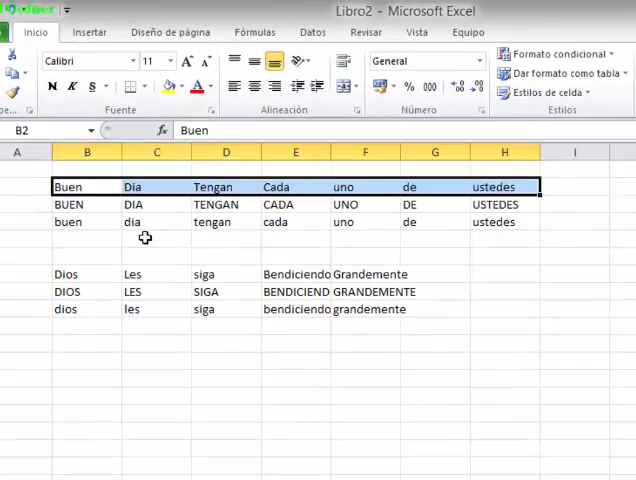 Libro2 - Microsoft Excel
Inicio Insertar Diseño de página Fórmulas Datos Revisar Vista Equipo
Calibri 11 A A General Formato condicional
N K S A % 000 Dar formato como tabla
Estilos de celda
Fuente Alineación Número Estilos
B2 fx Buen
A B C D E F G H I
Buen Dia Tengan Cada uno de ustedes
BUEN DIA TENGAN CADA UNO DE USTEDES
buen dia tengan cada uno de ustedes
Dios Les siga Bendiciendo Grandemente
DIOS LES SIGA BENDICIEND GRANDEMENTE
dios les siga bendiciendo grandemente